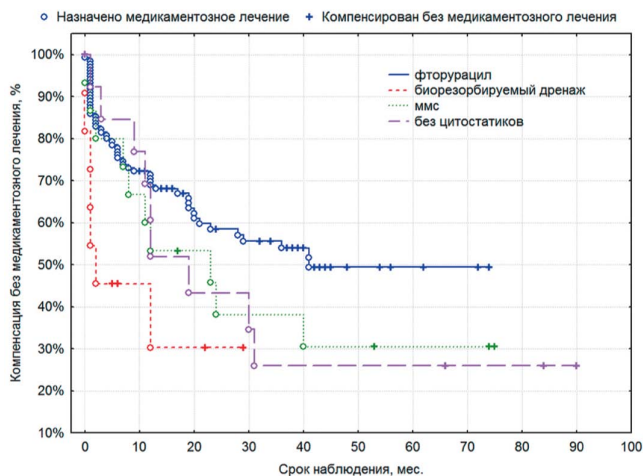 Назначено медикаментозное лечение
Компенсирован без медикаментозного лечения
100%
90%
80%
70%
60%
50%
40%
30%
20%
10%
Компенсация без медикаментозного лечения, %
фторурацил
биорезорбируемый дренаж
ммс
без цитостатиков
0 10 20 30 40 50 60 70 80 90 100
Срок наблюдения, мес.